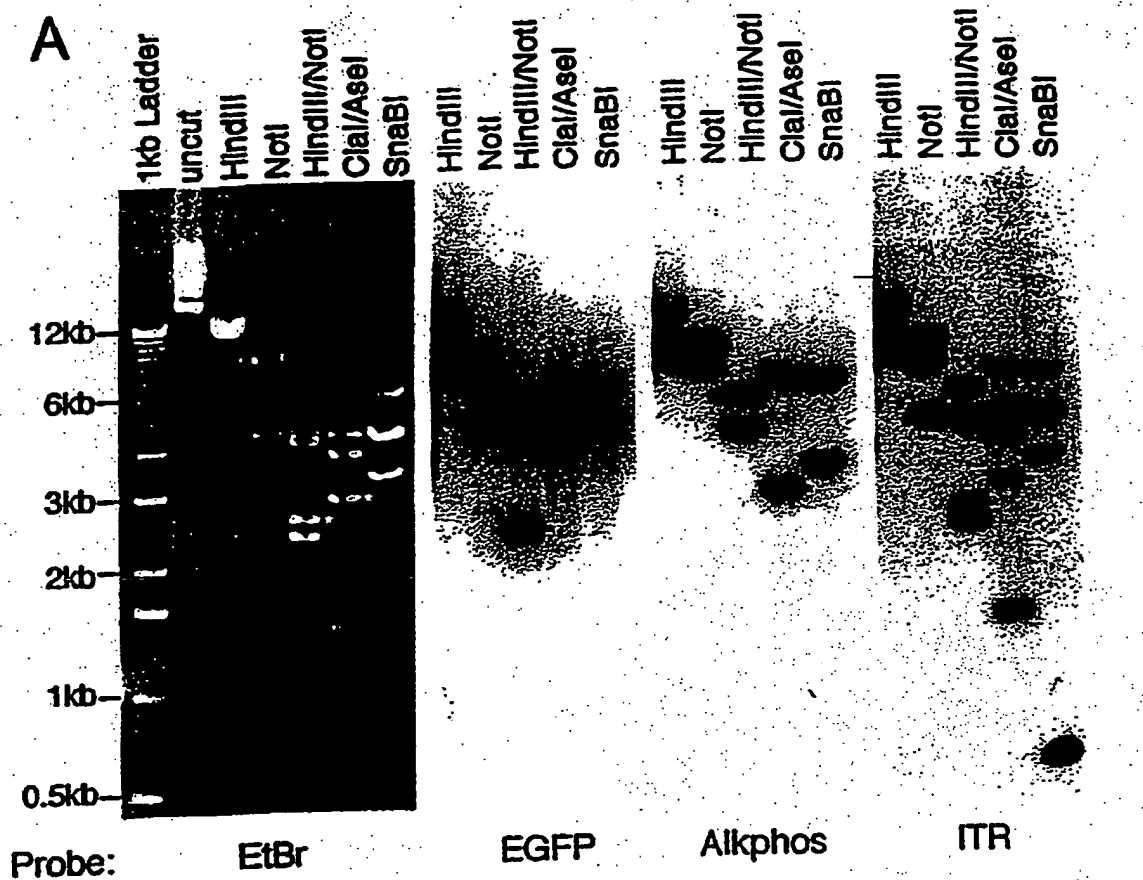 A
1kb Ladder
uncut
HindIII
NotI
HindIII/NotI
ClaI/AseI
SnaBI
HindIII
NotI
HindIII/NotI
ClaI/AseI
SnaBI
HindIII
NotI
HindIII/NotI
ClaI/AseI
SnaBI
HindIII
NotI
HindIII/NotI
ClaI/AseI
SnaBI
12kb
6kb
3kb
2kb
1kb
0.5kb
Probe: EtBr EGFP Alkphos ITR